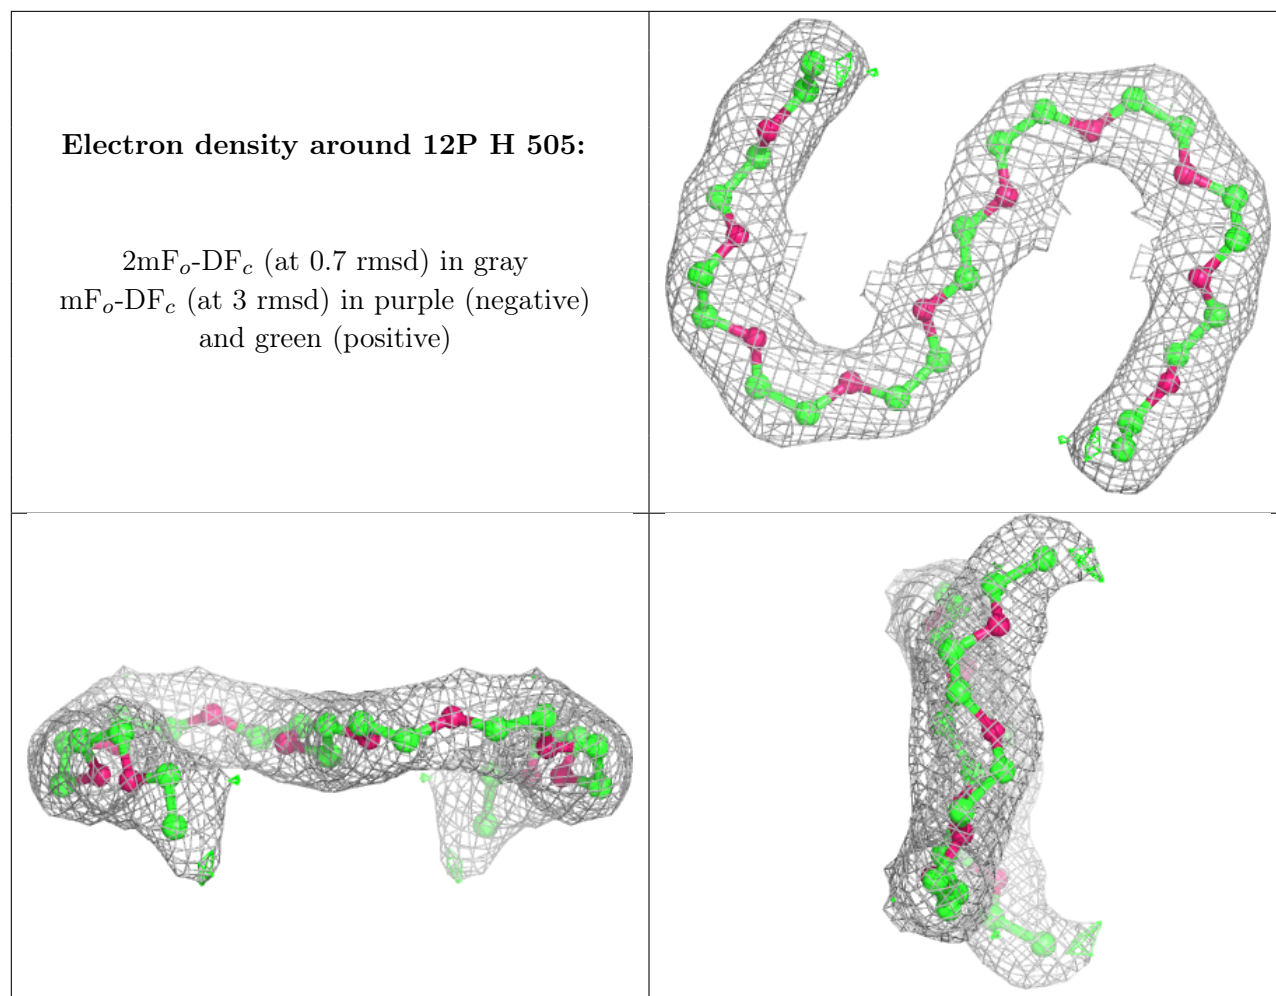 Electron density around 12P H 505:
2mFo-DFc (at 0.7 rmsd) in gray
mFo-DFc (at 3 rmsd) in purple (negative)
and green (positive)